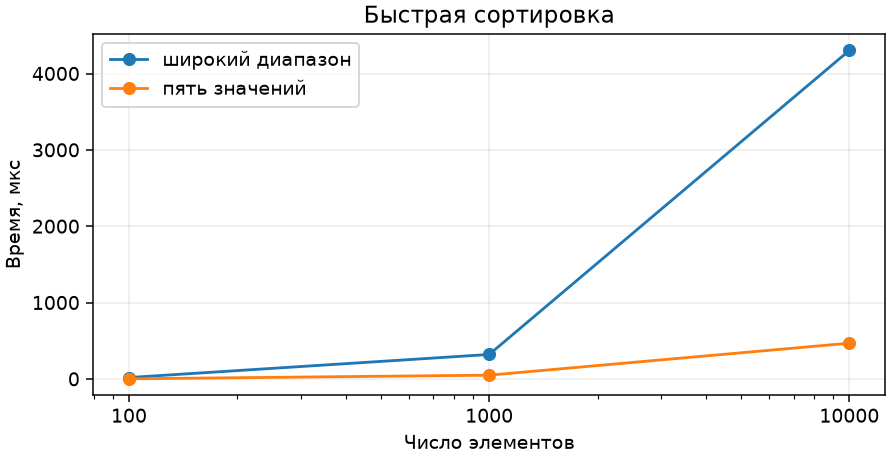 Быстрая сортировка
широкий диапазон
пять значений
Время, мкс
4000
3000
2000
1000
0
100
1000
10000
Число элементов